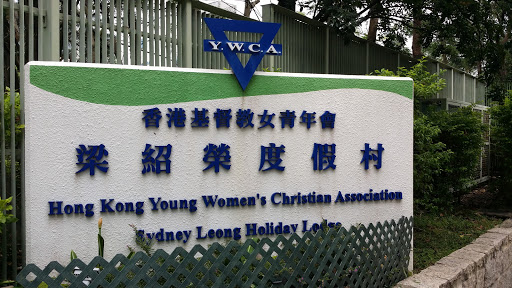 Y.W.C.A
香港基督教女青年會
梁紹榮度假村
Hong Kong Young Women's Christian Association
Sydney Leong Holiday Lodge